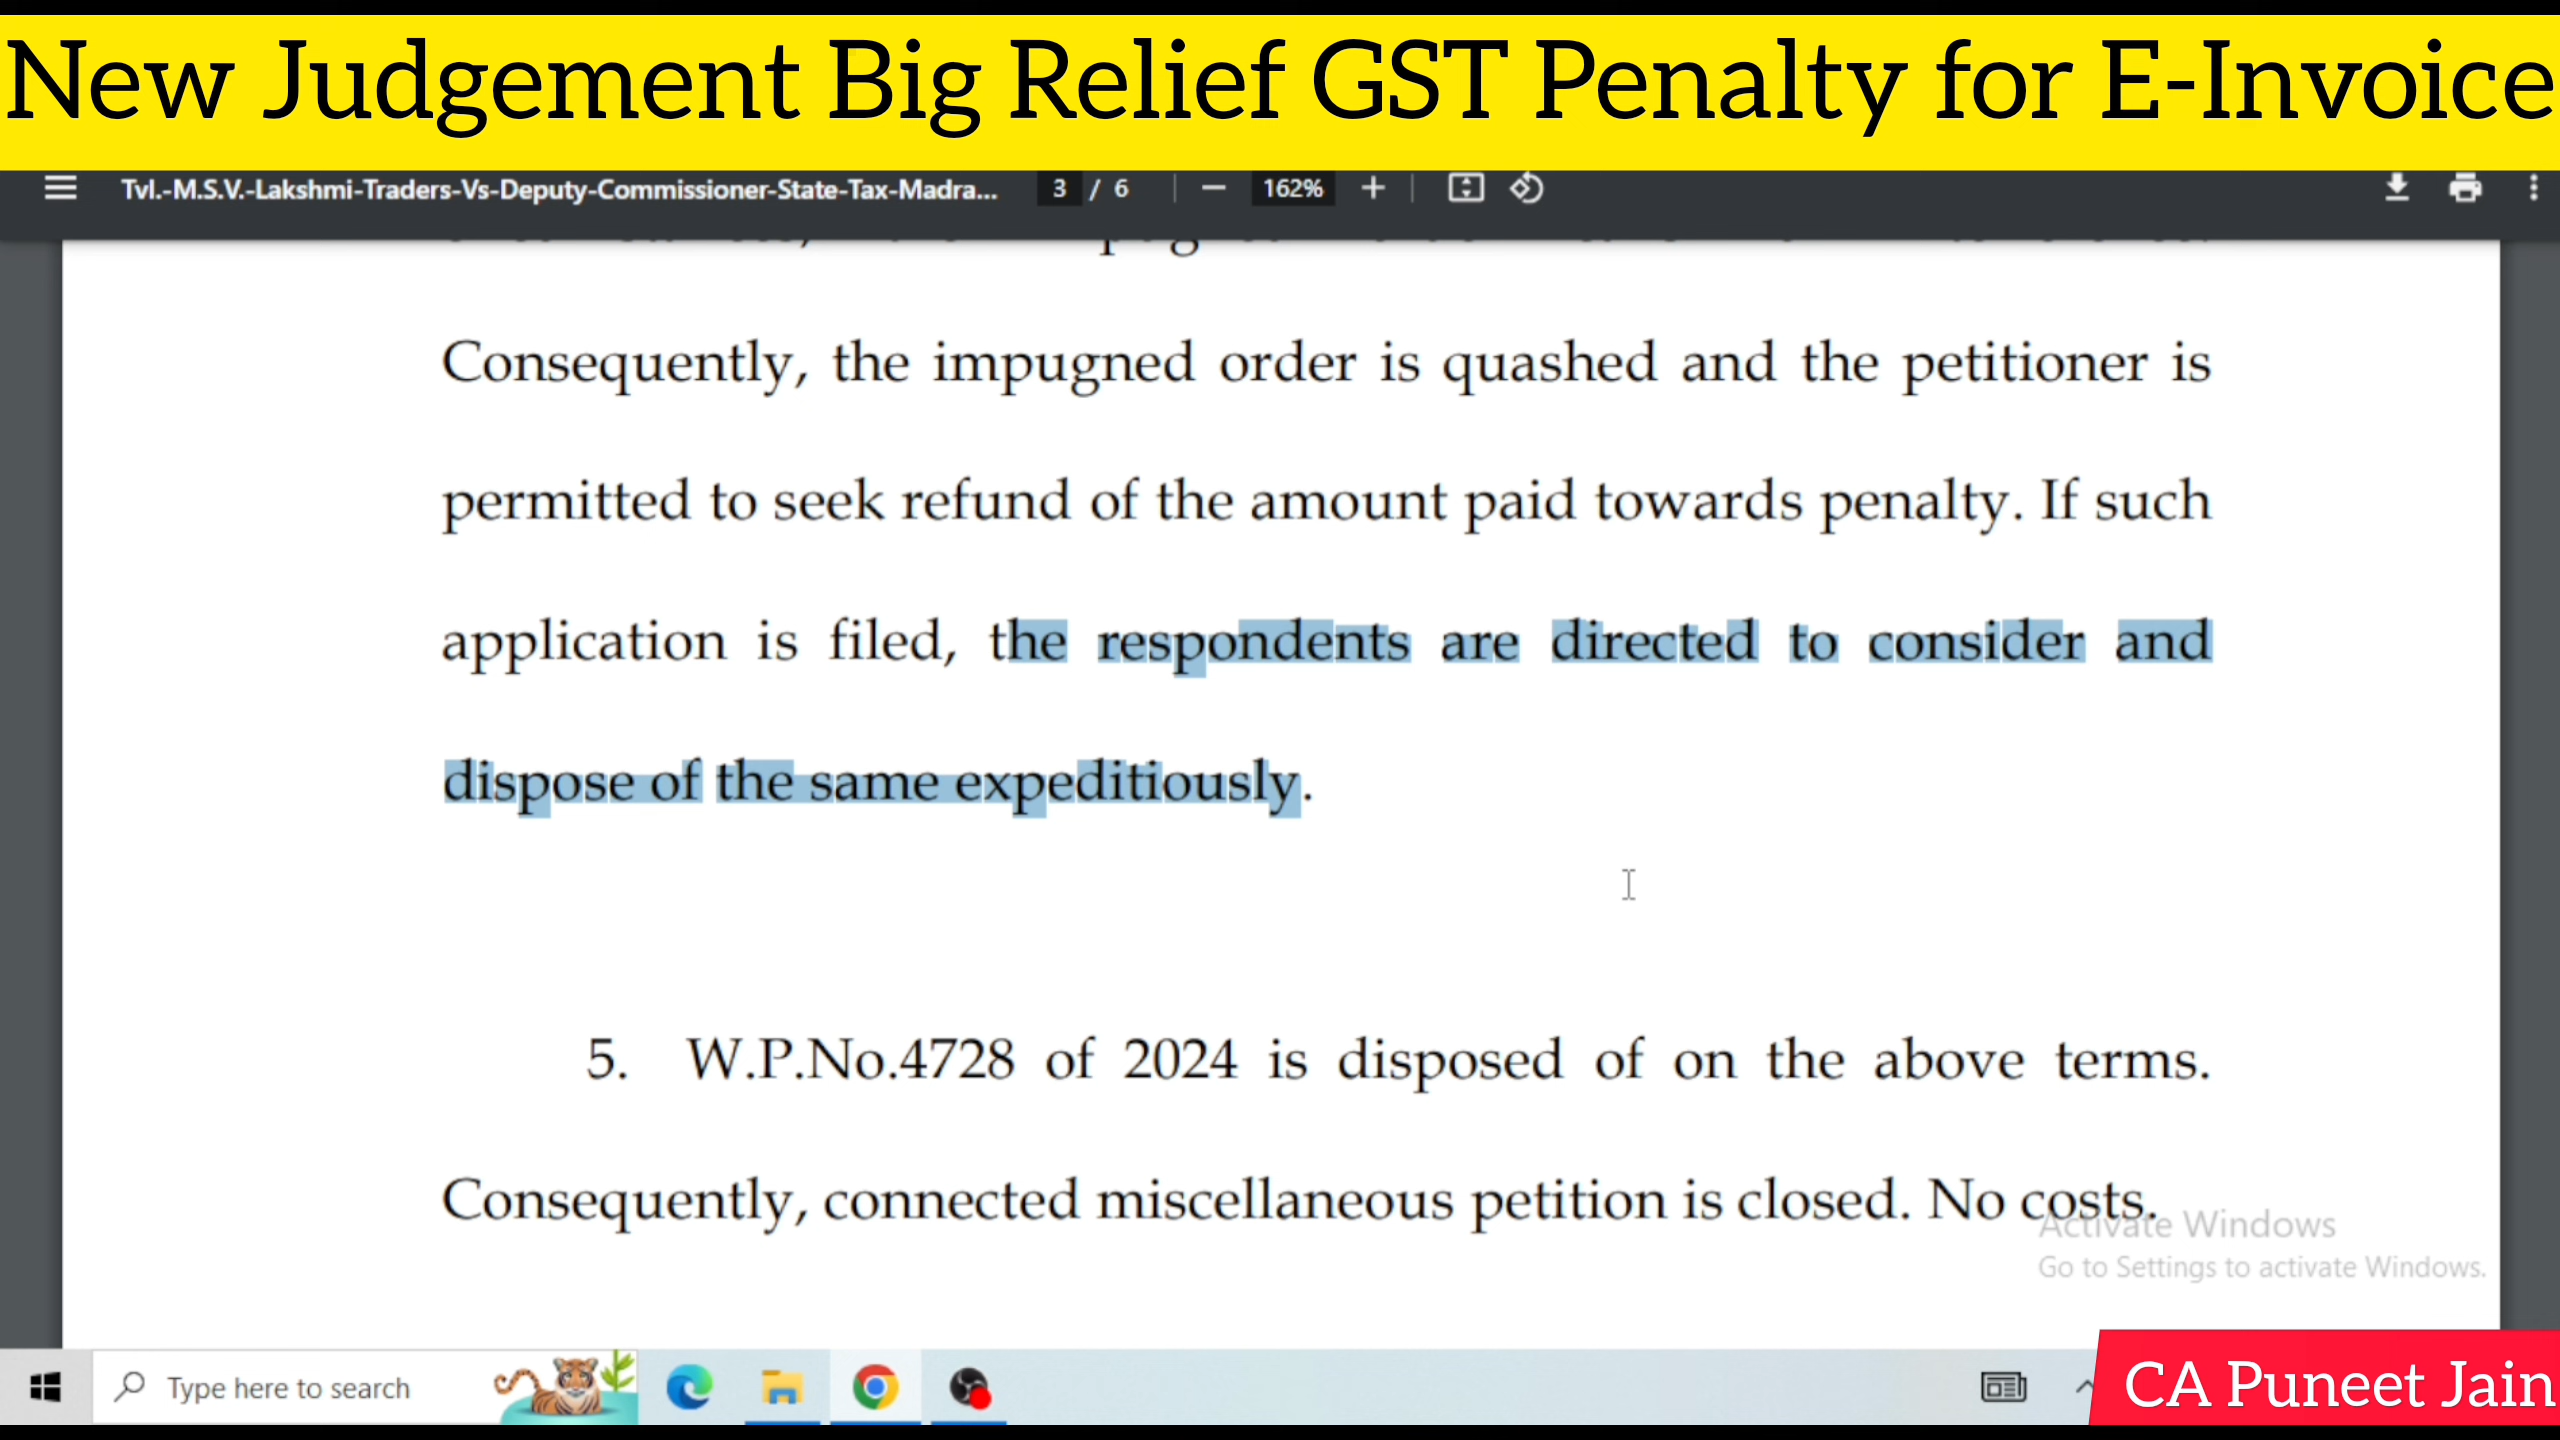 New Judgement Big Relief GST Penalty for E-Invoice
Tvl.-M.S.V.-Lakshmi-Traders-Vs-Deputy-Commissioner-State-Tax-Madra... 3 / 6 162%
Consequently, the impugned order is quashed and the petitioner is
permitted to seek refund of the amount paid towards penalty. If such
application is filed, the respondents are directed to consider and
dispose of the same expeditiously.
5. W.P.No.4728 of 2024 is disposed of on the above terms.
Consequently, connected miscellaneous petition is closed. No costs.
Activate Windows
Go to Settings to activate Windows.
Type here to search
CA Puneet Jain